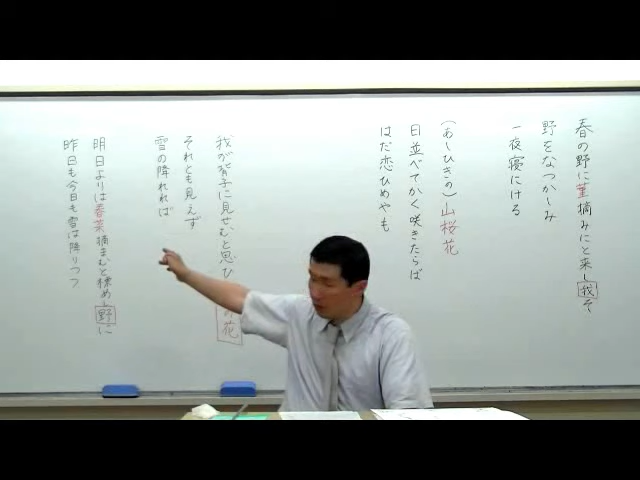 春の野に菫摘みにと来し我そ
野をなつかしみ
一夜寝にける
(あしひきの)山桜花
日並べてかく咲きたらば
はだ恋ひめやも
我が背子に見せむと思ひ
の花
それとも見えず
雪の降れれば
明日よりは春菜摘まむと標めし野に
昨日も今日も雪は降りつつ